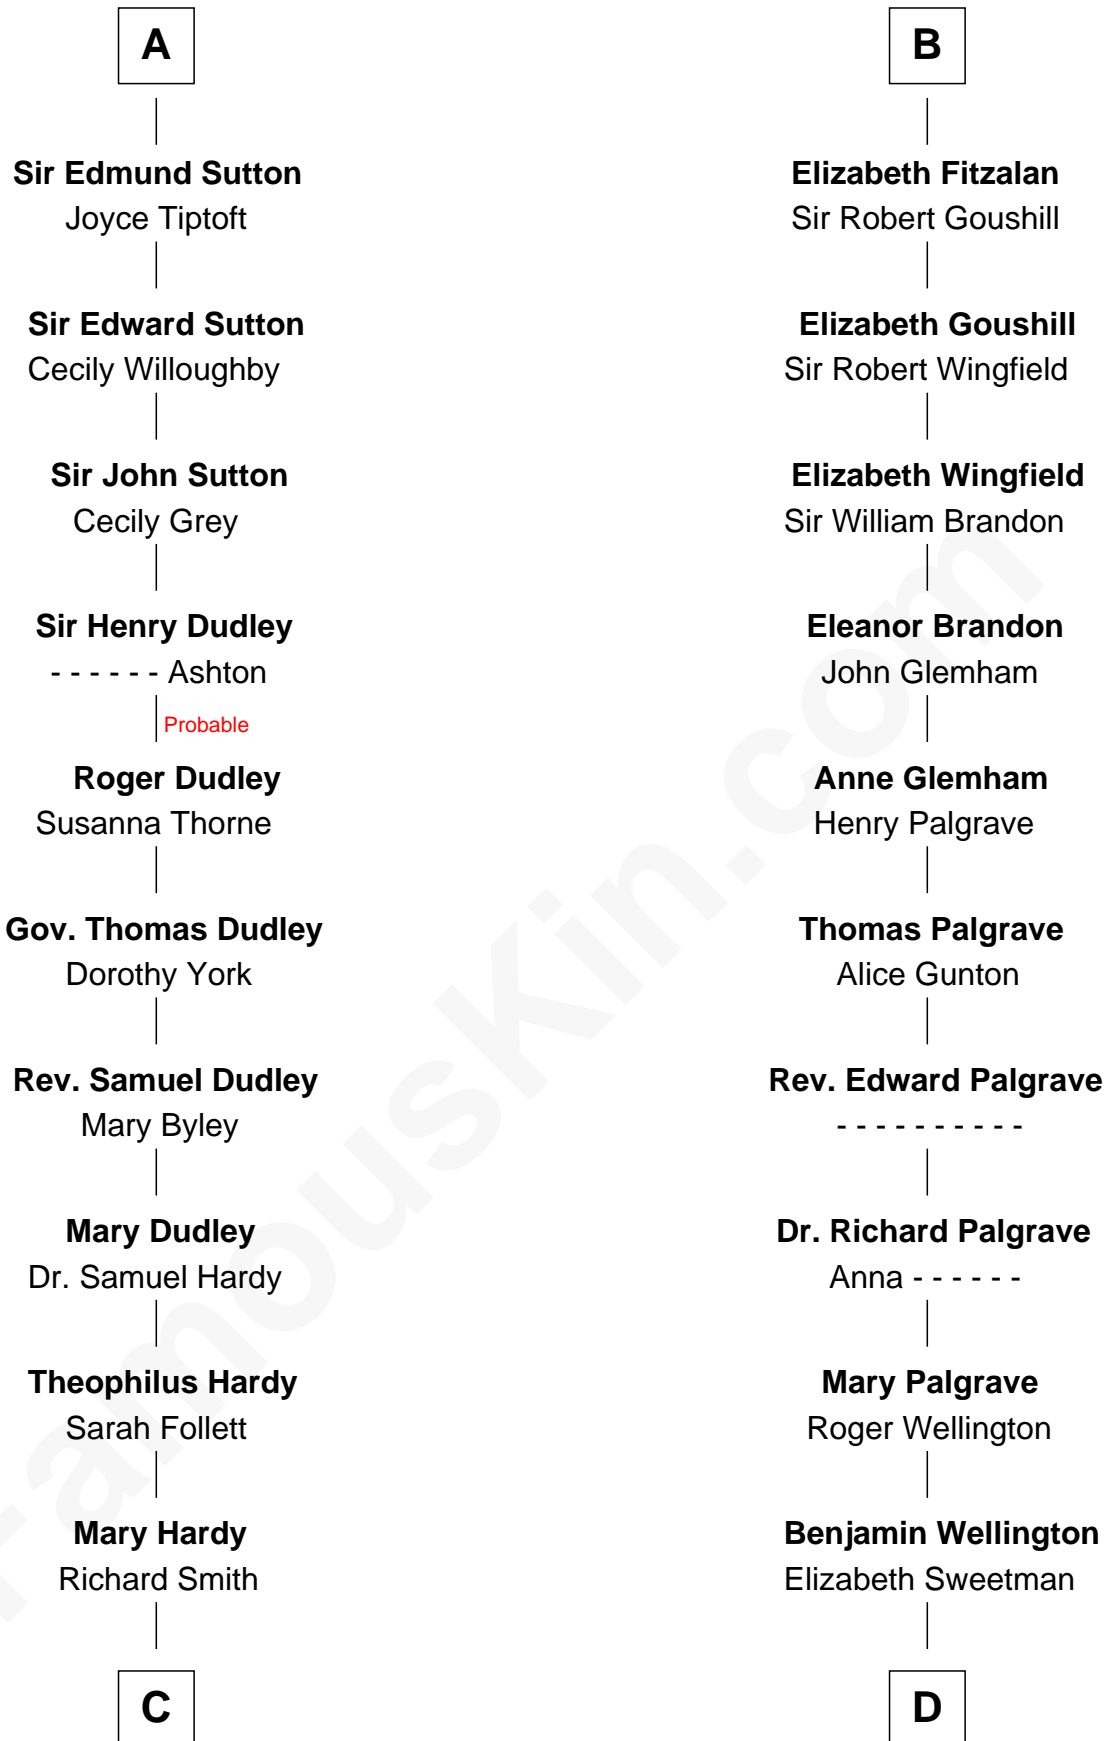 A
Sir Edmund Sutton
Joyce Tiptoft
Sir Edward Sutton
Cecily Willoughby
Sir John Sutton
Cecily Grey
Sir Henry Dudley
- - - - - - Ashton
Probable
Roger Dudley
Susanna Thorne
Gov. Thomas Dudley
Dorothy York
Rev. Samuel Dudley
Mary Byley
Mary Dudley
Dr. Samuel Hardy
Theophilus Hardy
Sarah Follett
Mary Hardy
Richard Smith
C
B
Elizabeth Fitzalan
Sir Robert Goushill
Elizabeth Goushill
Sir Robert Wingfield
Elizabeth Wingfield
Sir William Brandon
Eleanor Brandon
John Glemham
Anne Glemham
Henry Palgrave
Thomas Palgrave
Alice Gunton
Rev. Edward Palgrave
- - - - - - - - - -
Dr. Richard Palgrave
Anna - - - - - -
Mary Palgrave
Roger Wellington
Benjamin Wellington
Elizabeth Sweetman
D
FamousKin.com